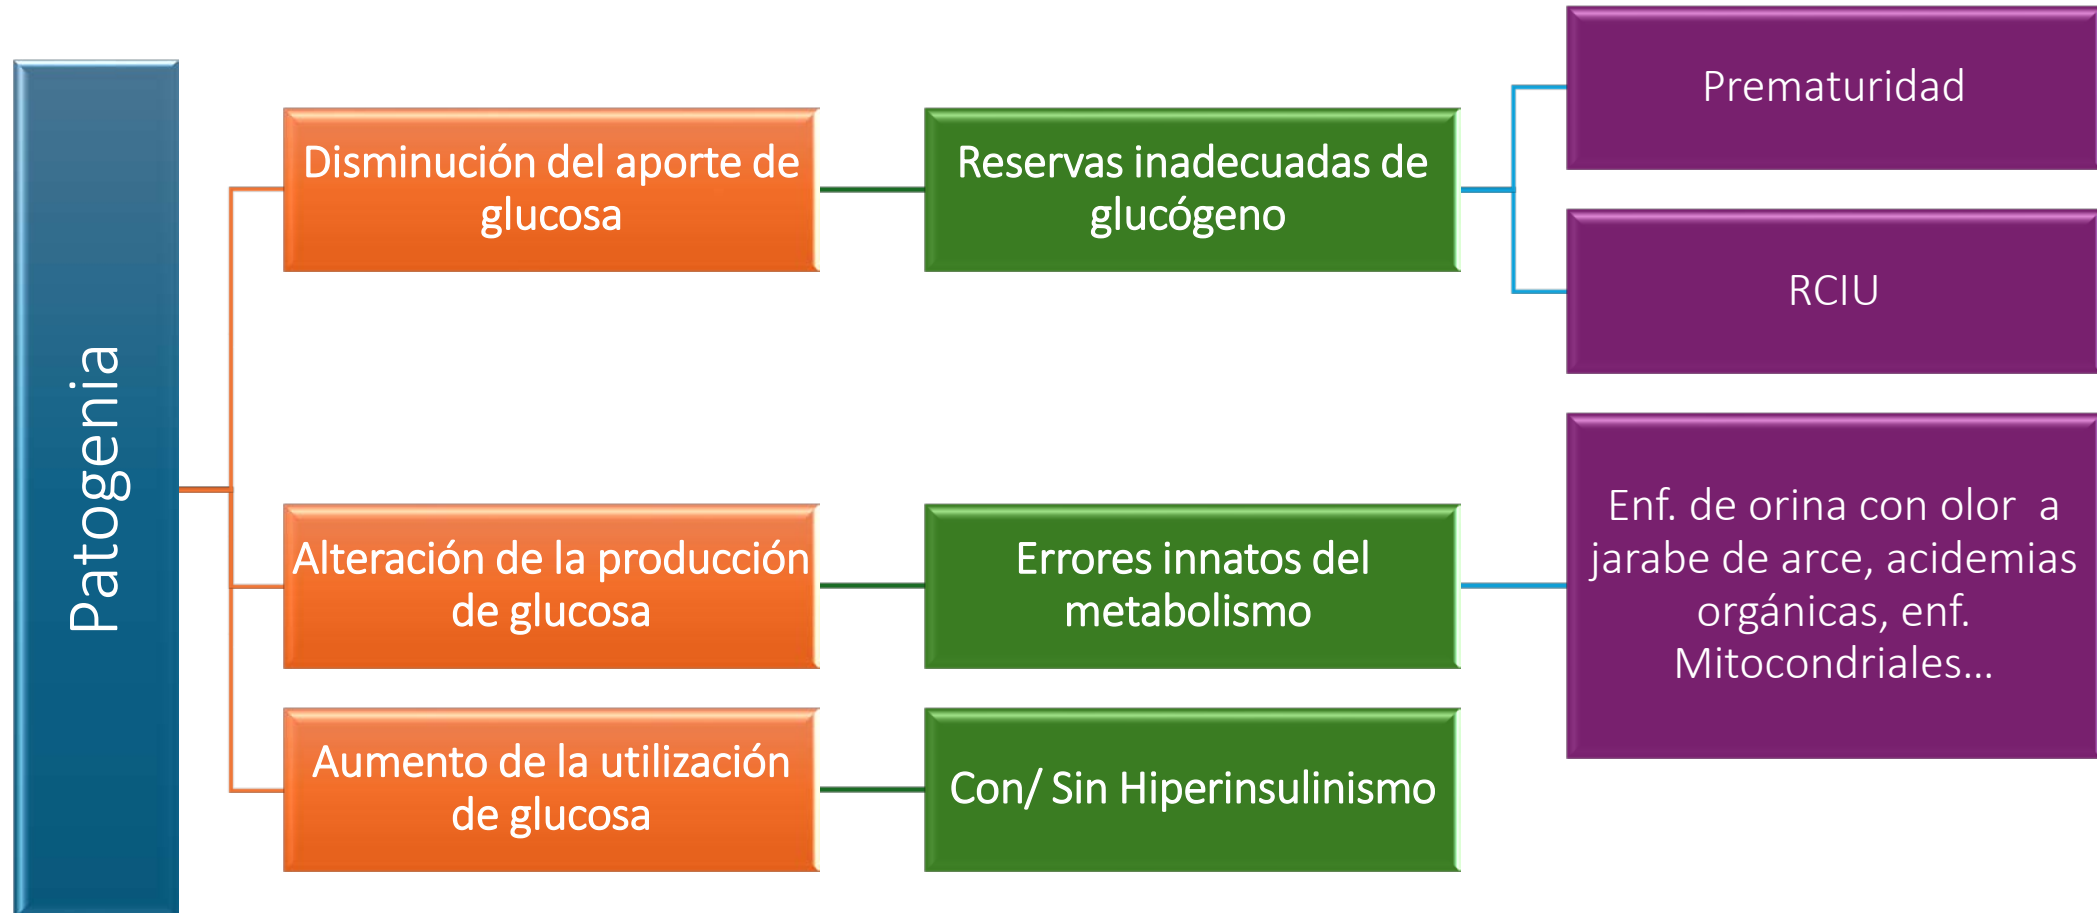 Patogenia
Disminución del aporte de
glucosa
Reservas inadecuadas de
glucógeno
Prematuridad
RCIU
Alteración de la producción
de glucosa
Errores innatos del
metabolismo
Enf. de orina con olor  a
jarabe de arce, acidemias
orgánicas, enf.
Mitocondriales...
Aumento de la utilización
de glucosa
Con/ Sin Hiperinsulinismo